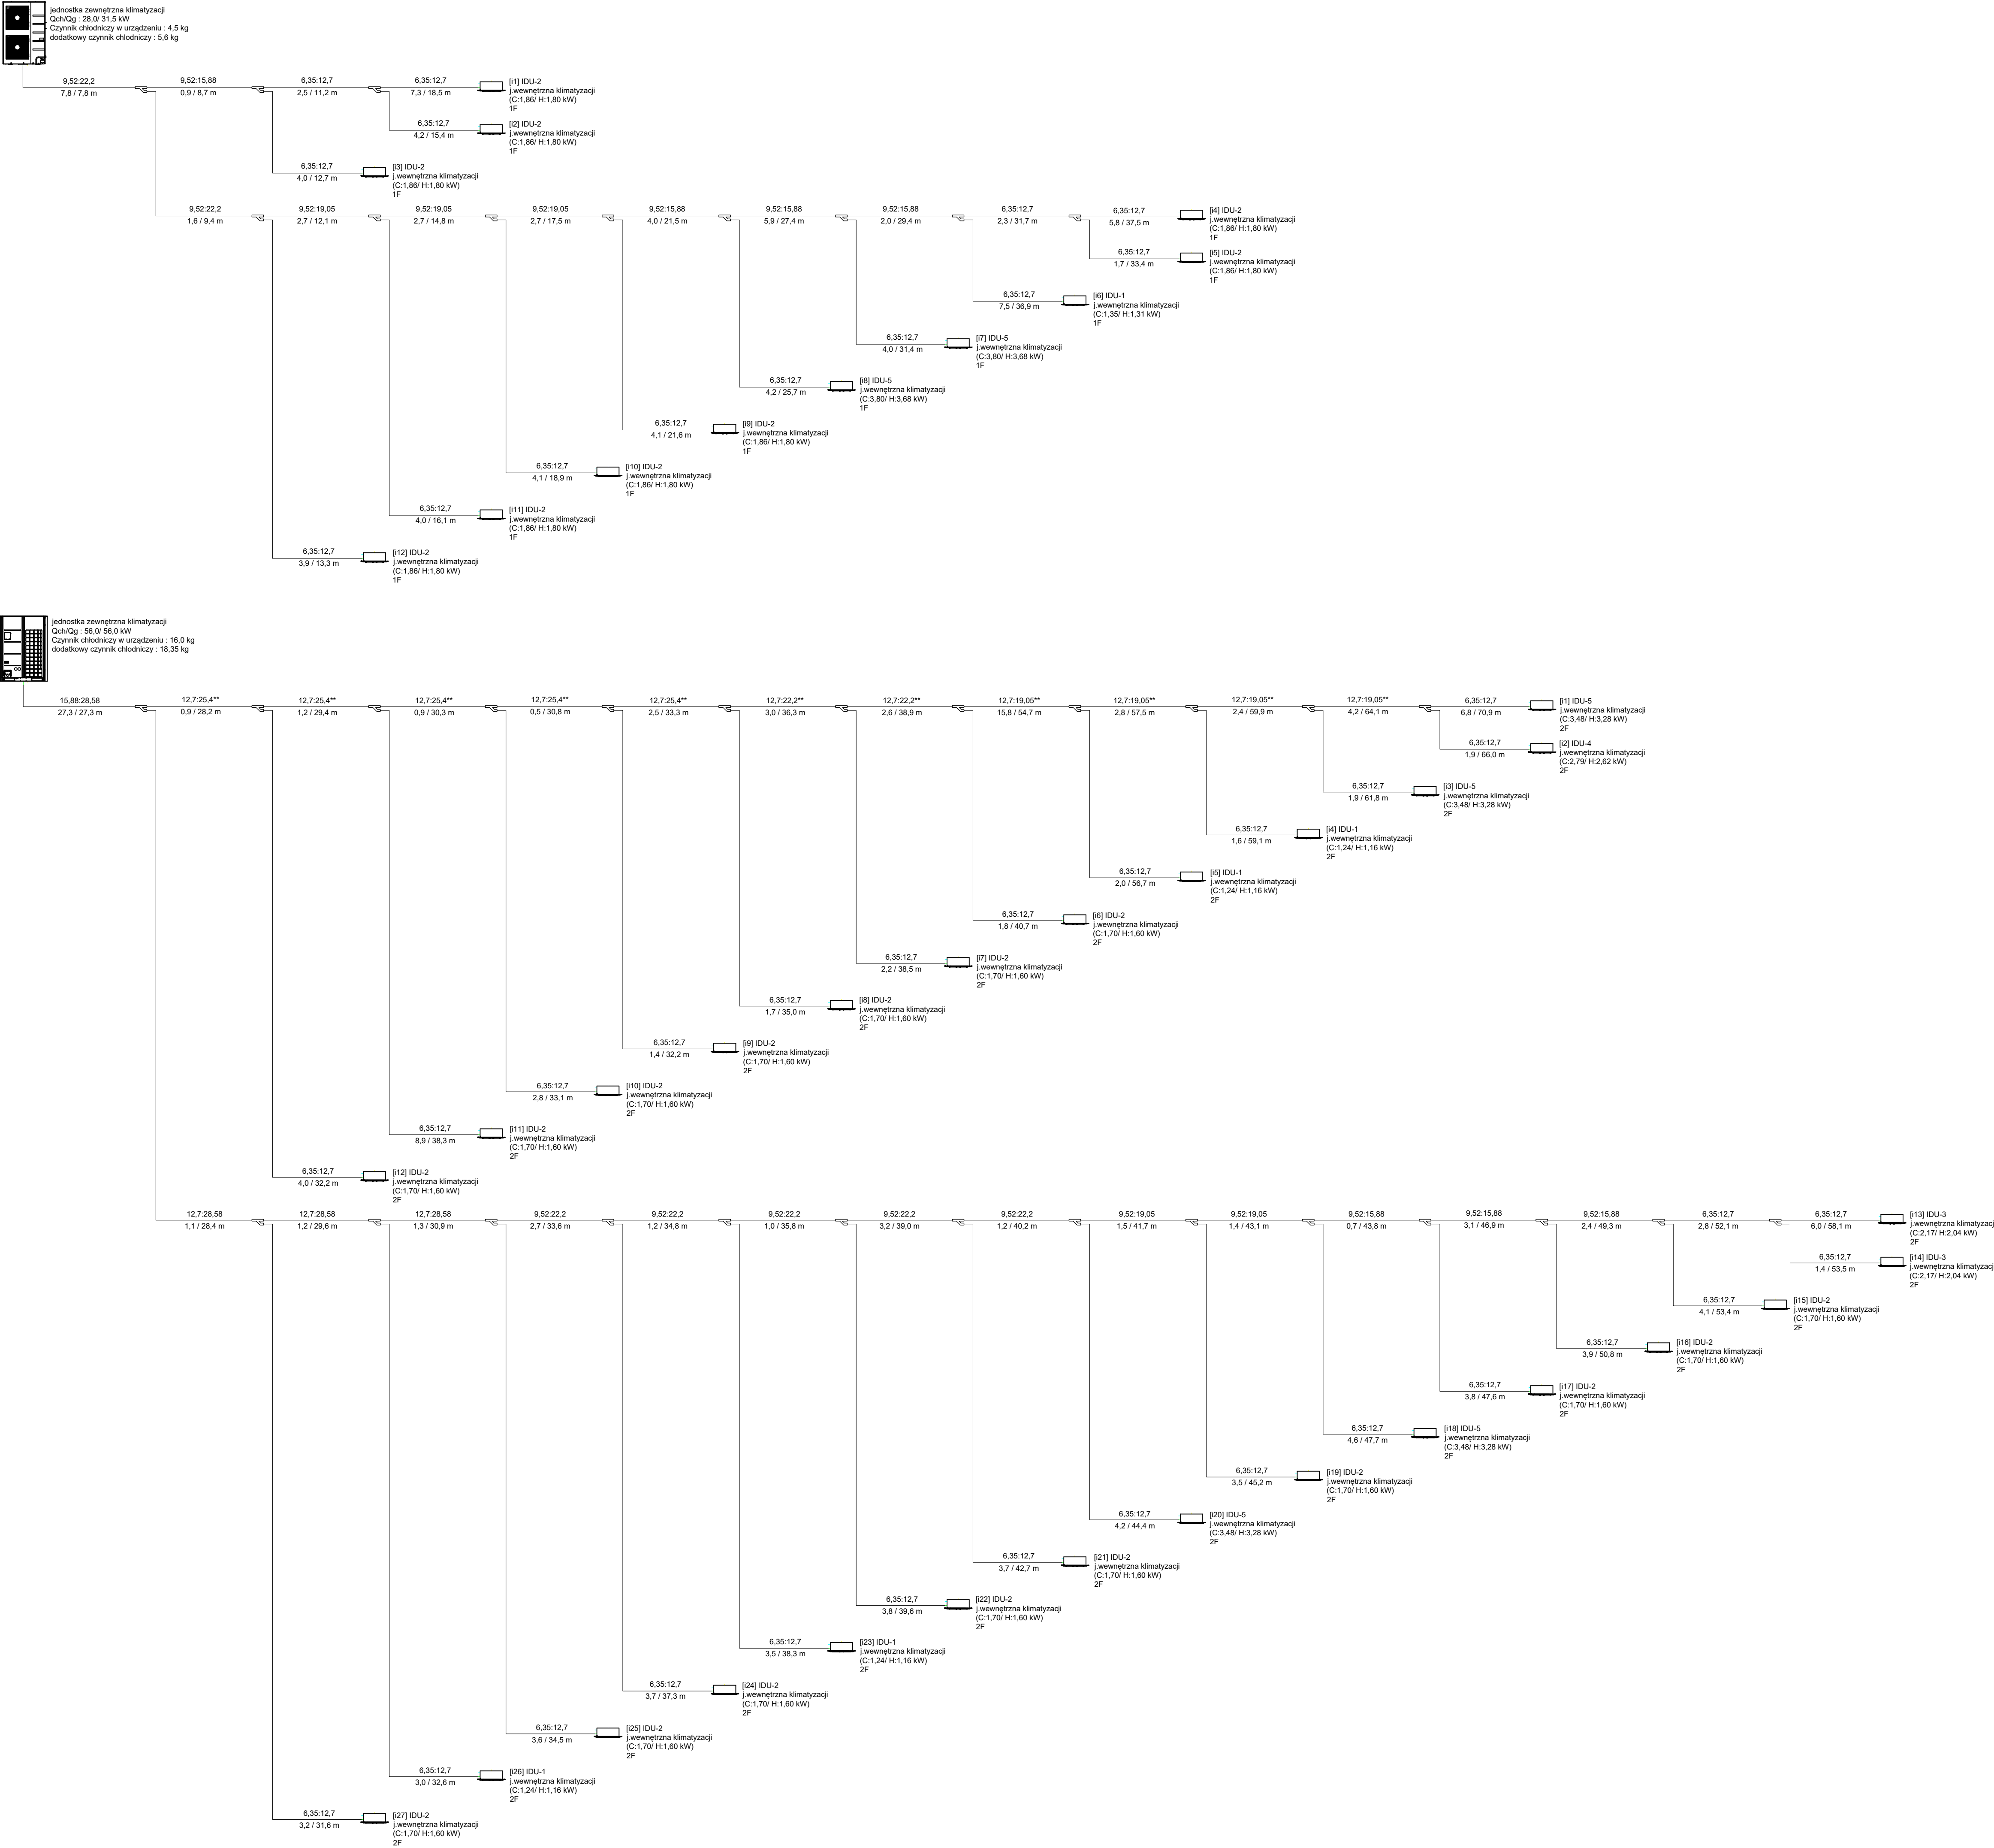 jednostka zewnętrzna klimatyzacji
Qch/Qg : 28,0/ 31,5 kW
Czynnik chłodniczy w urządzeniu : 4,5 kg
dodatkowy czynnik chlodniczy : 5,6 kg
9,52:22,2
7,8 / 7,8 m
9,52:15,88
0,9 / 8,7 m
6,35:12,7
2,5 / 11,2 m
6,35:12,7
7,3 / 18,5 m
[i1] IDU-2
j.wewnętrzna klimatyzacji
(C:1,86/ H:1,80 kW)
1F
6,35:12,7
4,2 / 15,4 m
[i2] IDU-2
j.wewnętrzna klimatyzacji
(C:1,86/ H:1,80 kW)
1F
6,35:12,7
4,0 / 12,7 m
[i3] IDU-2
j.wewnętrzna klimatyzacji
(C:1,86/ H:1,80 kW)
1F
9,52:22,2
1,6 / 9,4 m
9,52:19,05
2,7 / 12,1 m
9,52:19,05
2,7 / 14,8 m
9,52:19,05
2,7 / 17,5 m
9,52:15,88
4,0 / 21,5 m
9,52:15,88
5,9 / 27,4 m
9,52:15,88
2,0 / 29,4 m
6,35:12,7
2,3 / 31,7 m
6,35:12,7
5,8 / 37,5 m
[i4] IDU-2
j.wewnętrzna klimatyzacji
(C:1,86/ H:1,80 kW)
1F
6,35:12,7
1,7 / 33,4 m
[i5] IDU-2
j.wewnętrzna klimatyzacji
(C:1,86/ H:1,80 kW)
1F
6,35:12,7
7,5 / 36,9 m
[i6] IDU-1
j.wewnętrzna klimatyzacji
(C:1,35/ H:1,31 kW)
1F
6,35:12,7
4,0 / 31,4 m
[i7] IDU-5
j.wewnętrzna klimatyzacji
(C:3,80/ H:3,68 kW)
1F
6,35:12,7
4,2 / 25,7 m
[i8] IDU-5
j.wewnętrzna klimatyzacji
(C:3,80/ H:3,68 kW)
1F
6,35:12,7
4,1 / 21,6 m
[i9] IDU-2
j.wewnętrzna klimatyzacji
(C:1,86/ H:1,80 kW)
1F
6,35:12,7
4,1 / 18,9 m
[i10] IDU-2
j.wewnętrzna klimatyzacji
(C:1,86/ H:1,80 kW)
1F
6,35:12,7
4,0 / 16,1 m
[i11] IDU-2
j.wewnętrzna klimatyzacji
(C:1,86/ H:1,80 kW)
1F
6,35:12,7
3,9 / 13,3 m
[i12] IDU-2
j.wewnętrzna klimatyzacji
(C:1,86/ H:1,80 kW)
1F
jednostka zewnętrzna klimatyzacji
Qch/Qg : 56,0/ 56,0 kW
Czynnik chłodniczy w urządzeniu : 16,0 kg
dodatkowy czynnik chlodniczy : 18,35 kg
15,88:28,58
27,3 / 27,3 m
12,7:25,4**
0,9 / 28,2 m
12,7:25,4**
1,2 / 29,4 m
12,7:25,4**
0,9 / 30,3 m
12,7:25,4**
0,5 / 30,8 m
12,7:25,4**
2,5 / 33,3 m
12,7:22,2**
3,0 / 36,3 m
12,7:22,2**
2,6 / 38,9 m
12,7:19,05**
15,8 / 54,7 m
12,7:19,05**
2,8 / 57,5 m
12,7:19,05**
2,4 / 59,9 m
12,7:19,05**
4,2 / 64,1 m
6,35:12,7
6,8 / 70,9 m
[i1] IDU-5
j.wewnętrzna klimatyzacji
(C:3,48/ H:3,28 kW)
2F
6,35:12,7
1,9 / 66,0 m
[i2] IDU-4
j.wewnętrzna klimatyzacji
(C:2,79/ H:2,62 kW)
2F
6,35:12,7
1,9 / 61,8 m
[i3] IDU-5
j.wewnętrzna klimatyzacji
(C:3,48/ H:3,28 kW)
2F
6,35:12,7
1,6 / 59,1 m
[i4] IDU-1
j.wewnętrzna klimatyzacji
(C:1,24/ H:1,16 kW)
2F
6,35:12,7
2,0 / 56,7 m
[i5] IDU-1
j.wewnętrzna klimatyzacji
(C:1,24/ H:1,16 kW)
2F
6,35:12,7
1,8 / 40,7 m
[i6] IDU-2
j.wewnętrzna klimatyzacji
(C:1,70/ H:1,60 kW)
2F
6,35:12,7
2,2 / 38,5 m
[i7] IDU-2
j.wewnętrzna klimatyzacji
(C:1,70/ H:1,60 kW)
2F
6,35:12,7
1,7 / 35,0 m
[i8] IDU-2
j.wewnętrzna klimatyzacji
(C:1,70/ H:1,60 kW)
2F
6,35:12,7
1,4 / 32,2 m
[i9] IDU-2
j.wewnętrzna klimatyzacji
(C:1,70/ H:1,60 kW)
2F
6,35:12,7
2,8 / 33,1 m
[i10] IDU-2
j.wewnętrzna klimatyzacji
(C:1,70/ H:1,60 kW)
2F
6,35:12,7
8,9 / 38,3 m
[i11] IDU-2
j.wewnętrzna klimatyzacji
(C:1,70/ H:1,60 kW)
2F
6,35:12,7
4,0 / 32,2 m
[i12] IDU-2
j.wewnętrzna klimatyzacji
(C:1,70/ H:1,60 kW)
2F
12,7:28,58
1,1 / 28,4 m
12,7:28,58
1,2 / 29,6 m
12,7:28,58
1,3 / 30,9 m
9,52:22,2
2,7 / 33,6 m
9,52:22,2
1,2 / 34,8 m
9,52:22,2
1,0 / 35,8 m
9,52:22,2
3,2 / 39,0 m
9,52:22,2
1,2 / 40,2 m
9,52:19,05
1,5 / 41,7 m
9,52:19,05
1,4 / 43,1 m
9,52:15,88
0,7 / 43,8 m
9,52:15,88
3,1 / 46,9 m
9,52:15,88
2,4 / 49,3 m
6,35:12,7
2,8 / 52,1 m
6,35:12,7
6,0 / 58,1 m
[i13] IDU-3
j.wewnętrzna klimatyzacj
(C:2,17/ H:2,04 kW)
2F
6,35:12,7
1,4 / 53,5 m
[i14] IDU-3
j.wewnętrzna klimatyzacj
(C:2,17/ H:2,04 kW)
2F
6,35:12,7
4,1 / 53,4 m
[i15] IDU-2
j.wewnętrzna klimatyzacji
(C:1,70/ H:1,60 kW)
2F
6,35:12,7
3,9 / 50,8 m
[i16] IDU-2
j.wewnętrzna klimatyzacji
(C:1,70/ H:1,60 kW)
2F
6,35:12,7
3,8 / 47,6 m
[i17] IDU-2
j.wewnętrzna klimatyzacji
(C:1,70/ H:1,60 kW)
2F
6,35:12,7
4,6 / 47,7 m
[i18] IDU-5
j.wewnętrzna klimatyzacji
(C:3,48/ H:3,28 kW)
2F
6,35:12,7
3,5 / 45,2 m
[i19] IDU-2
j.wewnętrzna klimatyzacji
(C:1,70/ H:1,60 kW)
2F
6,35:12,7
4,2 / 44,4 m
[i20] IDU-5
j.wewnętrzna klimatyzacji
(C:3,48/ H:3,28 kW)
2F
6,35:12,7
3,7 / 42,7 m
[i21] IDU-2
j.wewnętrzna klimatyzacji
(C:1,70/ H:1,60 kW)
2F
6,35:12,7
3,8 / 39,6 m
[i22] IDU-2
j.wewnętrzna klimatyzacji
(C:1,70/ H:1,60 kW)
2F
6,35:12,7
3,5 / 38,3 m
[i23] IDU-1
j.wewnętrzna klimatyzacji
(C:1,24/ H:1,16 kW)
2F
6,35:12,7
3,7 / 37,3 m
[i24] IDU-2
j.wewnętrzna klimatyzacji
(C:1,70/ H:1,60 kW)
2F
6,35:12,7
3,6 / 34,5 m
[i25] IDU-2
j.wewnętrzna klimatyzacji
(C:1,70/ H:1,60 kW)
2F
6,35:12,7
3,0 / 32,6 m
[i26] IDU-1
j.wewnętrzna klimatyzacji
(C:1,24/ H:1,16 kW)
2F
6,35:12,7
3,2 / 31,6 m
[i27] IDU-2
j.wewnętrzna klimatyzacji
(C:1,70/ H:1,60 kW)
2F